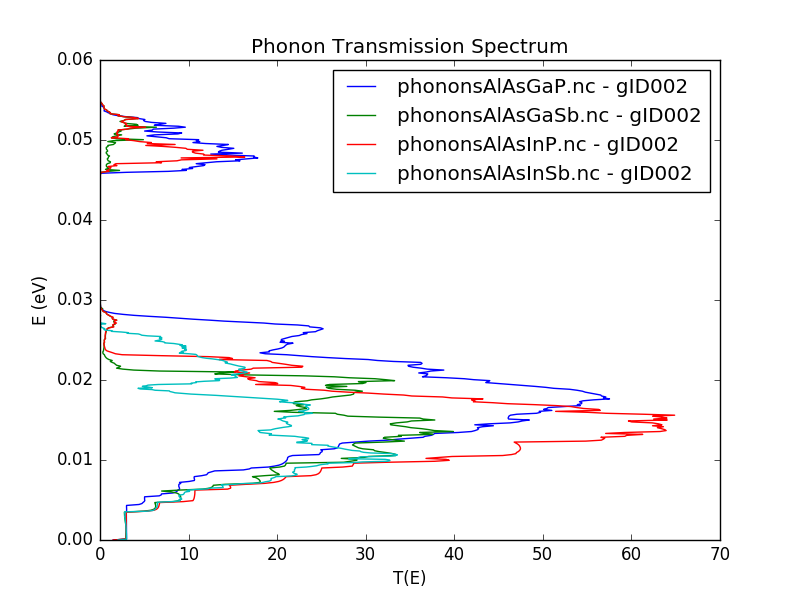 Phonon Transmission Spectrum
0.06
phononsAlAsGaP.nc - gID002
phononsAlAsGaSb.nc - gID002
phononsAlAsInP.nc - gID002
phononsAlAsInSb.nc - gID002
0.05
0.04
0.03
E (eV)
0.02
0.01
0.00
0 10 20 30 40 50 60 70
T(E)